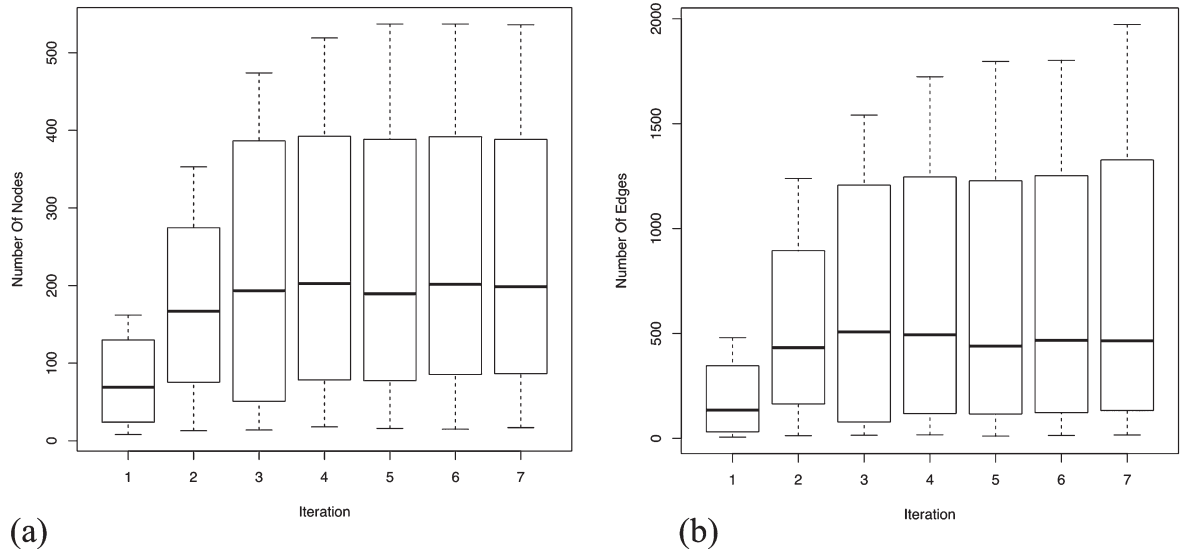 Number Of Nodes
500
400
300
200
100
0
1 2 3 4 5 6 7
Iteration
(a)
Number Of Edges
2000
1500
1000
500
0
1 2 3 4 5 6 7
Iteration
(b)